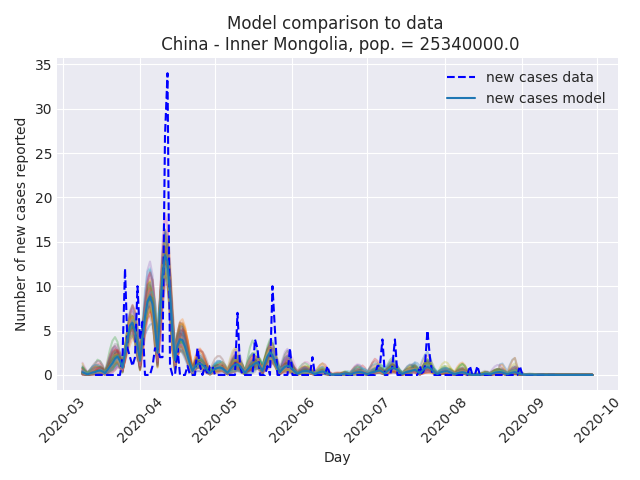 Model comparison to data
China - Inner Mongolia, pop. = 25340000.0
new cases data
new cases model
Number of new cases reported
35
30
25
20
15
10
5
0
2020-03
2020-04
2020-05
2020-06
2020-07
2020-08
2020-09
2020-10
Day